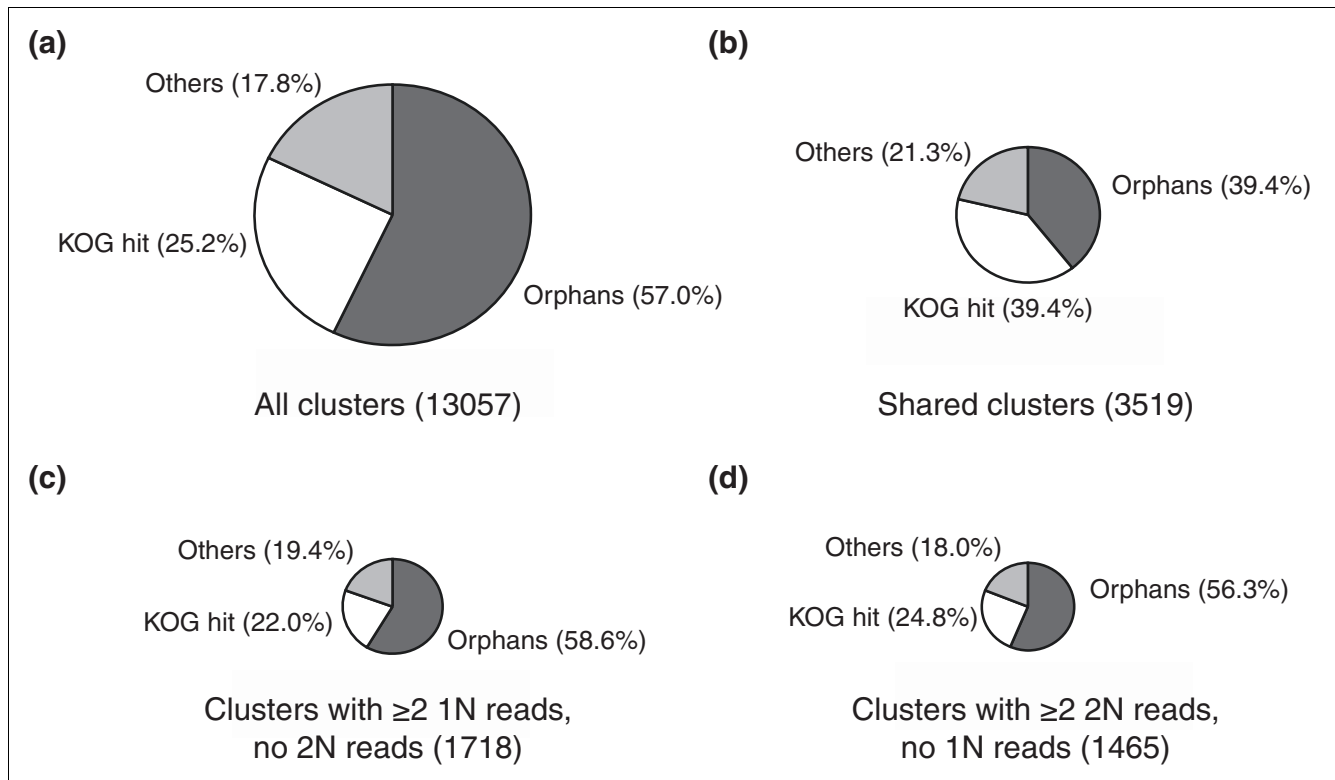 (a)
Others (17.8%)
KOG hit (25.2%)
Orphans (57.0%)
All clusters (13057)
(b)
Others (21.3%)
Orphans (39.4%)
KOG hit (39.4%)
Shared clusters (3519)
(c)
Others (19.4%)
KOG hit (22.0%)
Orphans (58.6%)
Clusters with ≥2 1N reads,
no 2N reads (1718)
(d)
Others (18.0%)
Orphans (56.3%)
KOG hit (24.8%)
Clusters with ≥2 2N reads,
no 1N reads (1465)